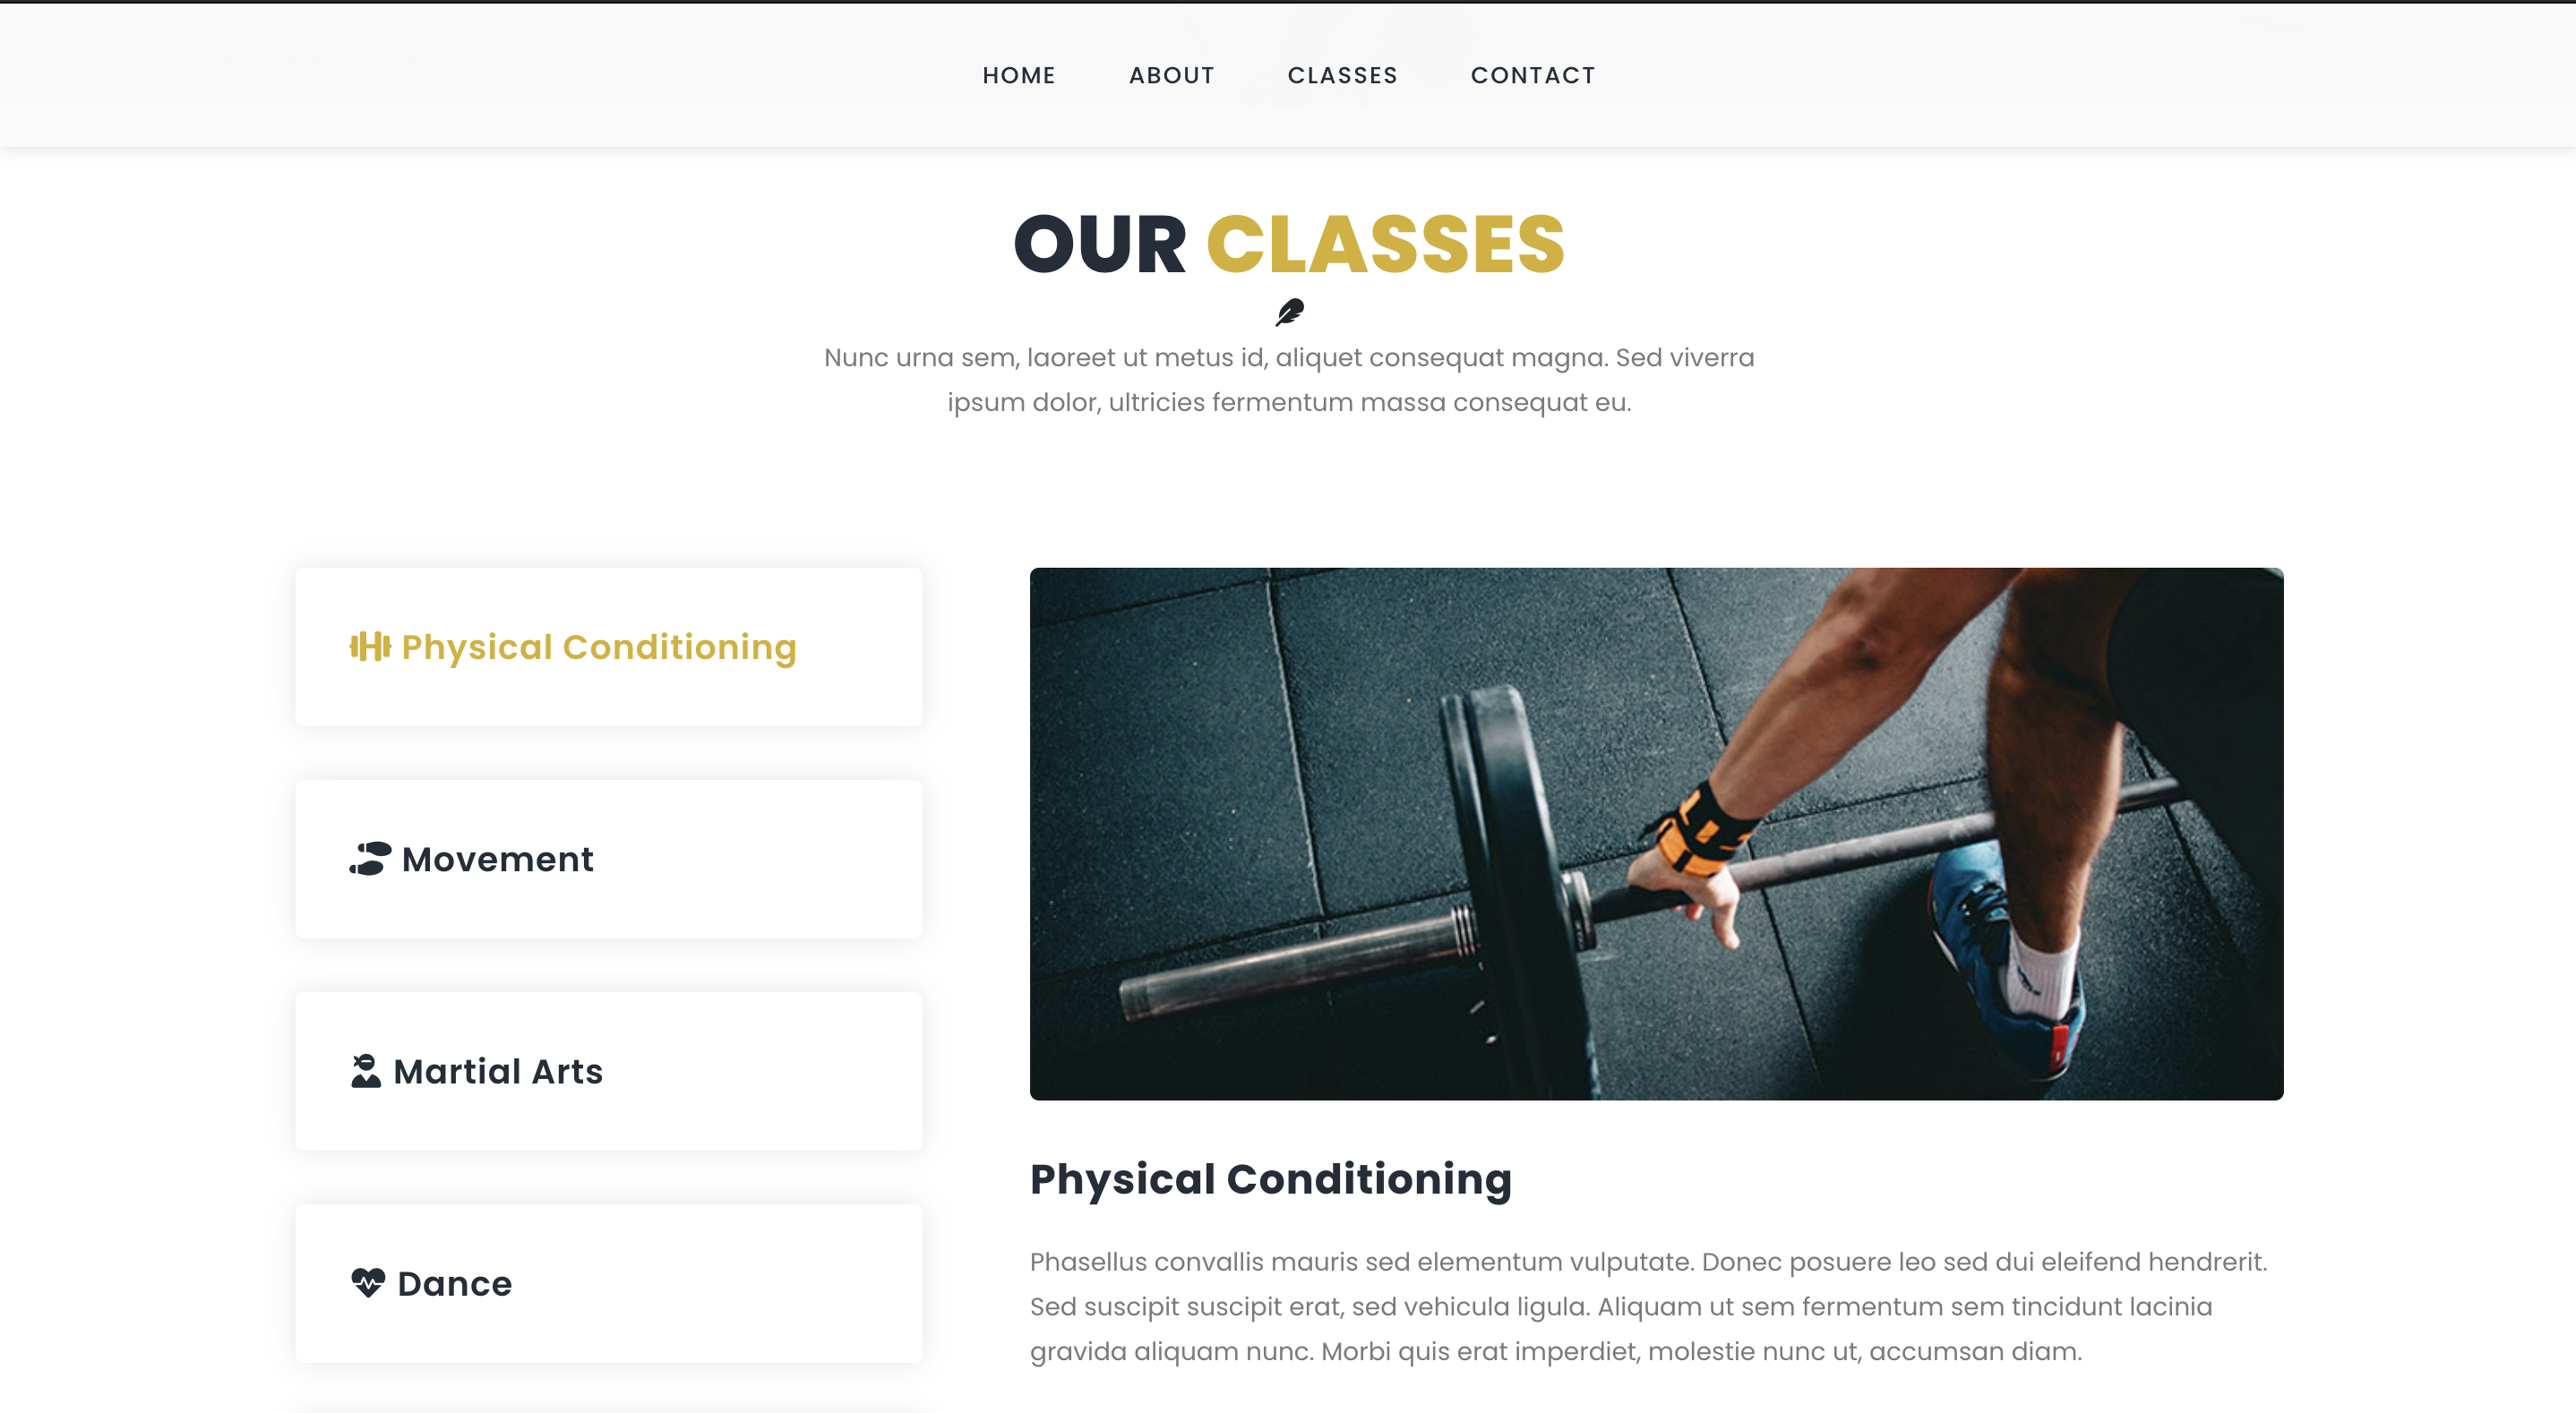 HOME ABOUT CLASSES CONTACT
OUR CLASSES
Nunc urna sem, laoreet ut metus id, aliquet consequat magna. Sed viverra
ipsum dolor, ultricies fermentum massa consequat eu.
Physical Conditioning
Movement
Martial Arts
Dance
Physical Conditioning
Phasellus convallis mauris sed elementum vulputate. Donec posuere leo sed dui eleifend hendrerit.
Sed suscipit suscipit erat, sed vehicula ligula. Aliquam ut sem fermentum sem tincidunt lacinia
gravida aliquam nunc. Morbi quis erat imperdiet, molestie nunc ut, accumsan diam.